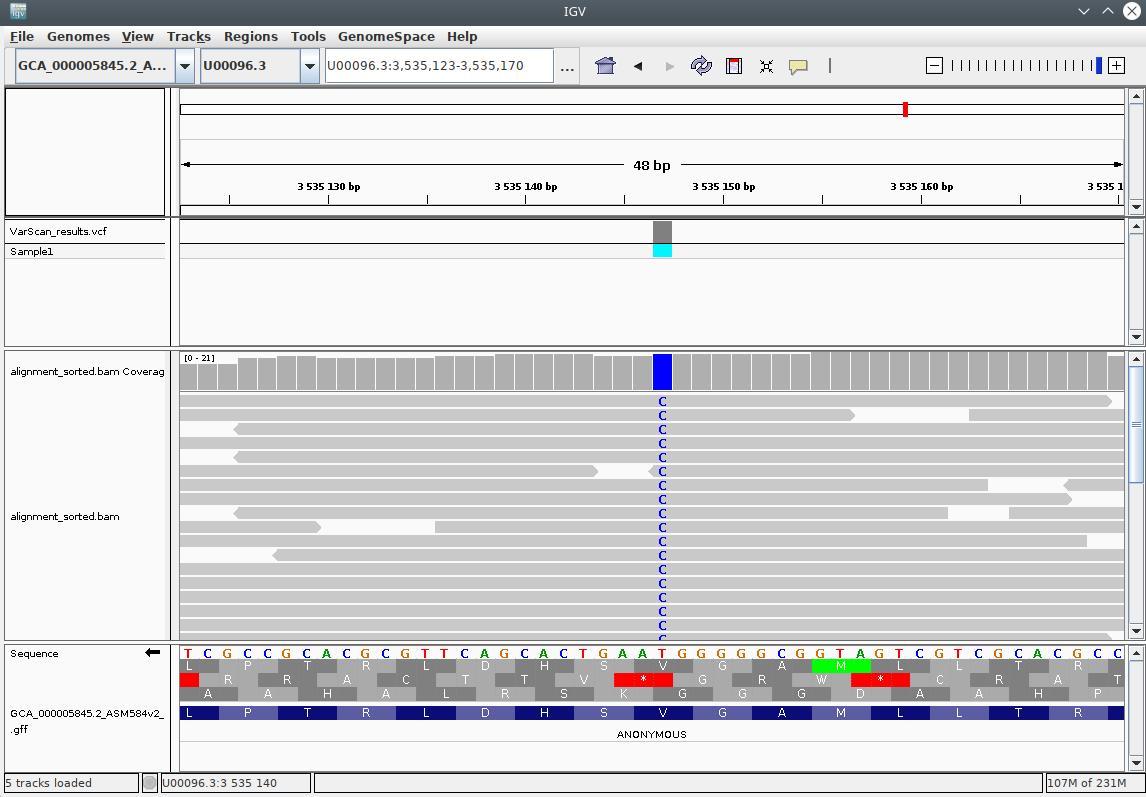 IGV
File Genomes View Tracks Regions Tools GenomeSpace Help
GCA_000005845.2_A... U00096.3 U00096.3:3,535,123-3,535,170 ...
48 bp
3 535 130 bp 3 535 140 bp 3 535 150 bp 3 535 160 bp 3 535 1
VarScan_results.vcf
Sample1
[0 - 21]
alignment_sorted.bam Coverag
C
C
C
C
C
C
C
C
alignment_sorted.bam C
C
C
C
C
C
C
C
C
Sequence T C G C C G C A C G C G T T C A G C A C T G A A T G G G G G C G G T A G T C G T C G C A C G C C
L P T R L D H S V G A M L L T R
R R A C T T V * G R W * C R A T
A A H A L R S K G G G D A A H P
GCA_000005845.2_ASM584v2_ L P T R L D H S V G A M L L T R
.gff
ANONYMOUS
5 tracks loaded U00096.3:3 535 140 107M of 231M